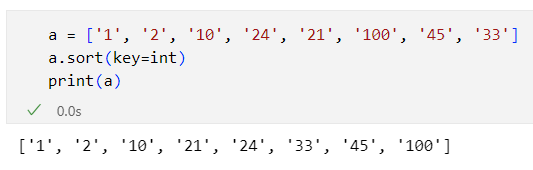 a = ['1', '2', '10', '24', '21', '100', '45', '33']
a.sort(key=int)
print(a)
0.0s
['1', '2', '10', '21', '24', '33', '45', '100']